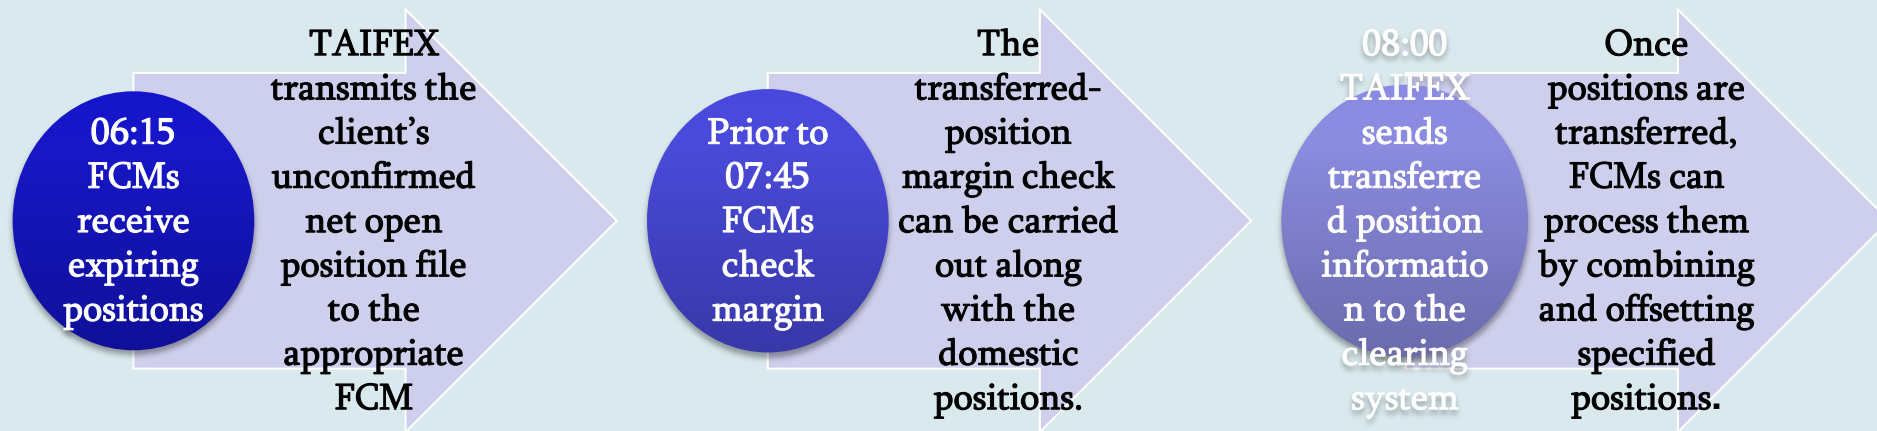 06:15
FCMs
receive
expiring
positions
TAIFEX
transmits the
client’s
unconfirmed
net open
position file
to the
appropriate
FCM
Prior to
07:45
FCMs
check
margin
The
transferred-
position
margin check
can be carried
out along
with the
domestic
positions.
08:00
TAIFEX
sends
transferre
d position
informatio
n to the
clearing
system
Once
positions are
transferred,
FCMs can
process them
by combining
and offsetting
specified
positions.